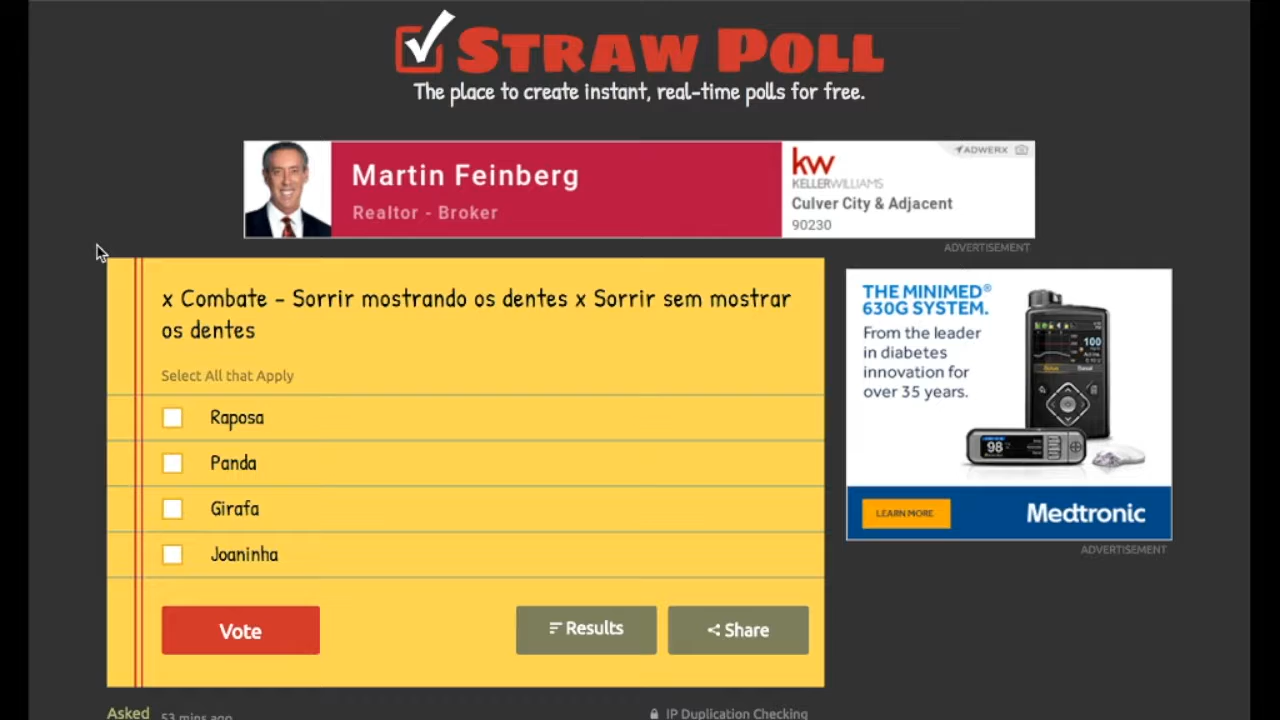 STRAW POLL
The place to create instant, real-time polls for free.
Martin Feinberg
Realtor - Broker
kw
KELLERWILLIAMS
Culver City & Adjacent
90230
ADWERX
ADVERTISEMENT
x Combate - Sorrir mostrando os dentes x Sorrir sem mostrar
os dentes
Select All that Apply
Raposa
Panda
Girafa
Joaninha
Vote
Results
Share
THE MINIMED®
630G SYSTEM.
From the leader
in diabetes
innovation for
over 35 years.
100
98
LEARN MORE
Medtronic
ADVERTISEMENT
Asked 53 mins ago
IP Duplication Checking